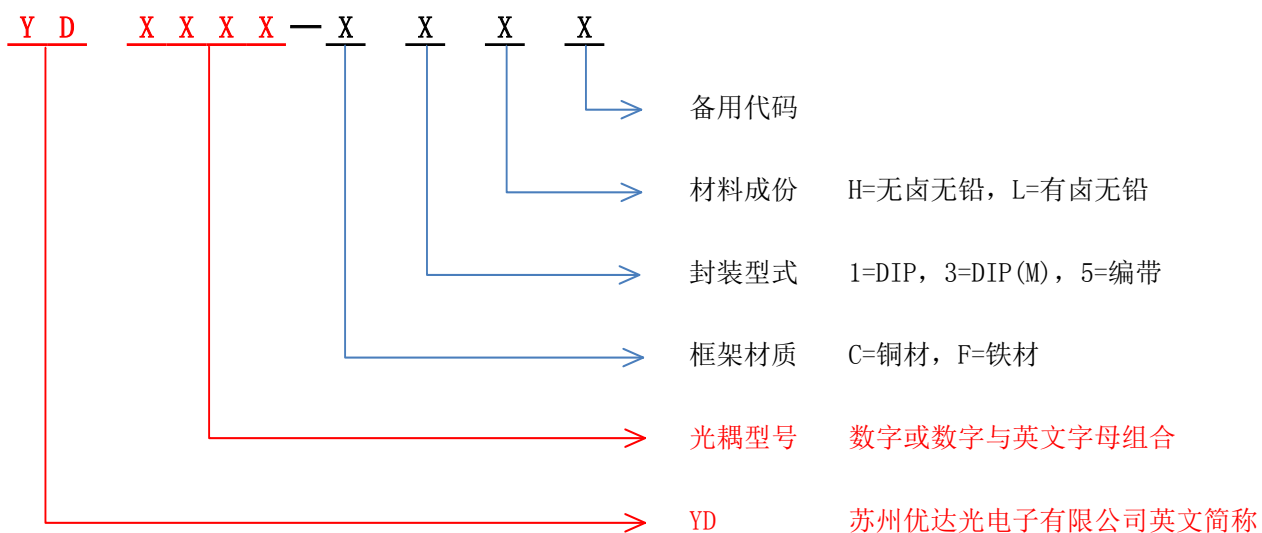 YD XXXX—X X X X
备用代码
材料成份 H=无卤无铅，L=有卤无铅
封装型式 1=DIP，3=DIP(M)，5=编带
框架材质 C=铜材，F=铁材
光耦型号 数字或数字与英文字母组合
YD 苏州优达光电子有限公司英文简称